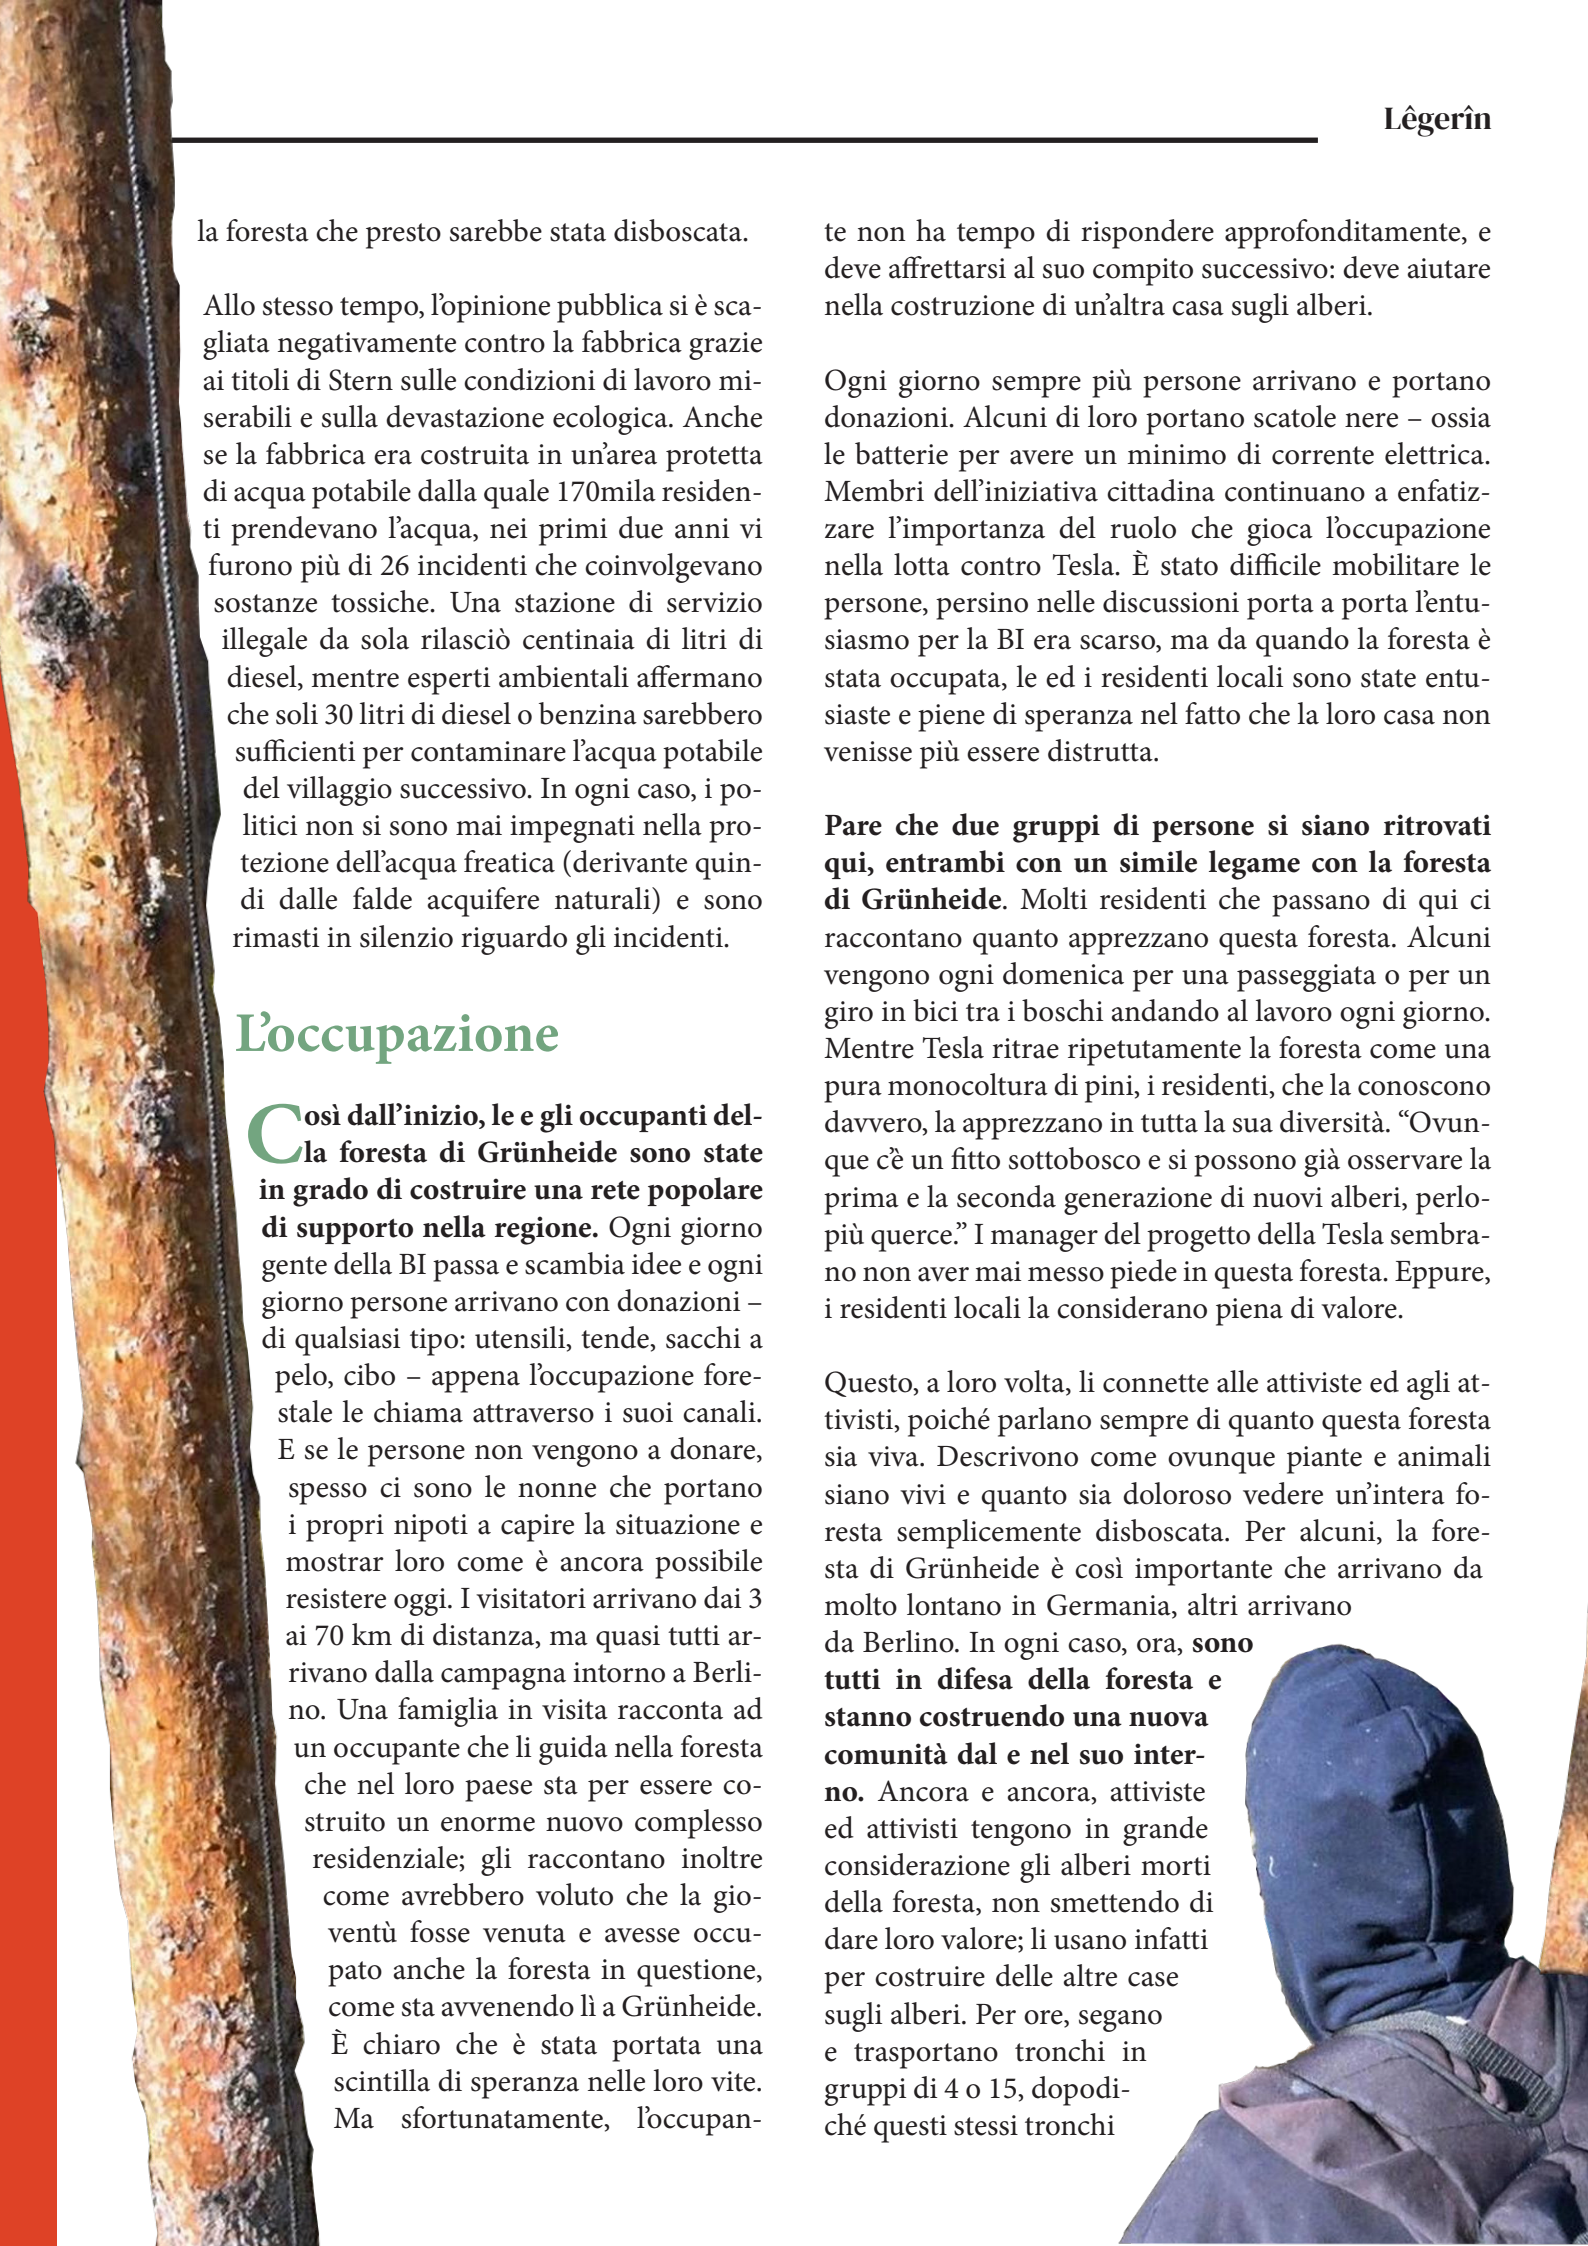 Lêgerîn
la foresta che presto sarebbe stata disboscata.
Allo stesso tempo, l’opinione pubblica si è sca-
gliata negativamente contro la fabbrica grazie
ai titoli di Stern sulle condizioni di lavoro mi-
serabili e sulla devastazione ecologica. Anche
se la fabbrica era costruita in un’area protetta
di acqua potabile dalla quale 170mila residen-
ti prendevano l’acqua, nei primi due anni vi
furono più di 26 incidenti che coinvolgevano
sostanze tossiche. Una stazione di servizio
illegale da sola rilasciò centinaia di litri di
diesel, mentre esperti ambientali affermano
che soli 30 litri di diesel o benzina sarebbero
sufficienti per contaminare l’acqua potabile
del villaggio successivo. In ogni caso, i po-
litici non si sono mai impegnati nella pro-
tezione dell’acqua freatica (derivante quin-
di dalle falde acquifere naturali) e sono
rimasti in silenzio riguardo gli incidenti.
L’occupazione
Così dall’inizio, le e gli occupanti del-
la foresta di Grünheide sono state
in grado di costruire una rete popolare
di supporto nella regione. Ogni giorno
gente della BI passa e scambia idee e ogni
giorno persone arrivano con donazioni –
di qualsiasi tipo: utensili, tende, sacchi a
pelo, cibo – appena l’occupazione fore-
stale le chiama attraverso i suoi canali.
E se le persone non vengono a donare,
spesso ci sono le nonne che portano
i propri nipoti a capire la situazione e
mostrar loro come è ancora possibile
resistere oggi. I visitatori arrivano dai 3
ai 70 km di distanza, ma quasi tutti ar-
rivano dalla campagna intorno a Berli-
no. Una famiglia in visita racconta ad
un occupante che li guida nella foresta
che nel loro paese sta per essere co-
struito un enorme nuovo complesso
residenziale; gli raccontano inoltre
come avrebbero voluto che la gio-
ventù fosse venuta e avesse occu-
pato anche la foresta in questione,
come sta avvenendo lì a Grünheide.
È chiaro che è stata portata una
scintilla di speranza nelle loro vite.
Ma sfortunatamente, l’occupan-
te non ha tempo di rispondere approfonditamente, e
deve affrettarsi al suo compito successivo: deve aiutare
nella costruzione di un’altra casa sugli alberi.
Ogni giorno sempre più persone arrivano e portano
donazioni. Alcuni di loro portano scatole nere – ossia
le batterie per avere un minimo di corrente elettrica.
Membri dell’iniziativa cittadina continuano a enfatiz-
zare l’importanza del ruolo che gioca l’occupazione
nella lotta contro Tesla. È stato difficile mobilitare le
persone, persino nelle discussioni porta a porta l’entu-
siasmo per la BI era scarso, ma da quando la foresta è
stata occupata, le ed i residenti locali sono state entu-
siaste e piene di speranza nel fatto che la loro casa non
venisse più essere distrutta.
Pare che due gruppi di persone si siano ritrovati
qui, entrambi con un simile legame con la foresta
di Grünheide. Molti residenti che passano di qui ci
raccontano quanto apprezzano questa foresta. Alcuni
vengono ogni domenica per una passeggiata o per un
giro in bici tra i boschi andando al lavoro ogni giorno.
Mentre Tesla ritrae ripetutamente la foresta come una
pura monocoltura di pini, i residenti, che la conoscono
davvero, la apprezzano in tutta la sua diversità. “Ovun-
que c’è un fitto sottobosco e si possono già osservare la
prima e la seconda generazione di nuovi alberi, perlo-
più querce.” I manager del progetto della Tesla sembra-
no non aver mai messo piede in questa foresta. Eppure,
i residenti locali la considerano piena di valore.
Questo, a loro volta, li connette alle attiviste ed agli at-
tivisti, poiché parlano sempre di quanto questa foresta
sia viva. Descrivono come ovunque piante e animali
siano vivi e quanto sia doloroso vedere un’intera fo-
resta semplicemente disboscata. Per alcuni, la fore-
sta di Grünheide è così importante che arrivano da
molto lontano in Germania, altri arrivano
da Berlino. In ogni caso, ora, sono
tutti in difesa della foresta e
stanno costruendo una nuova
comunità dal e nel suo inter-
no. Ancora e ancora, attiviste
ed attivisti tengono in grande
considerazione gli alberi morti
della foresta, non smettendo di
dare loro valore; li usano infatti
per costruire delle altre case
sugli alberi. Per ore, segano
e trasportano tronchi in
gruppi di 4 o 15, dopodi-
ché questi stessi tronchi